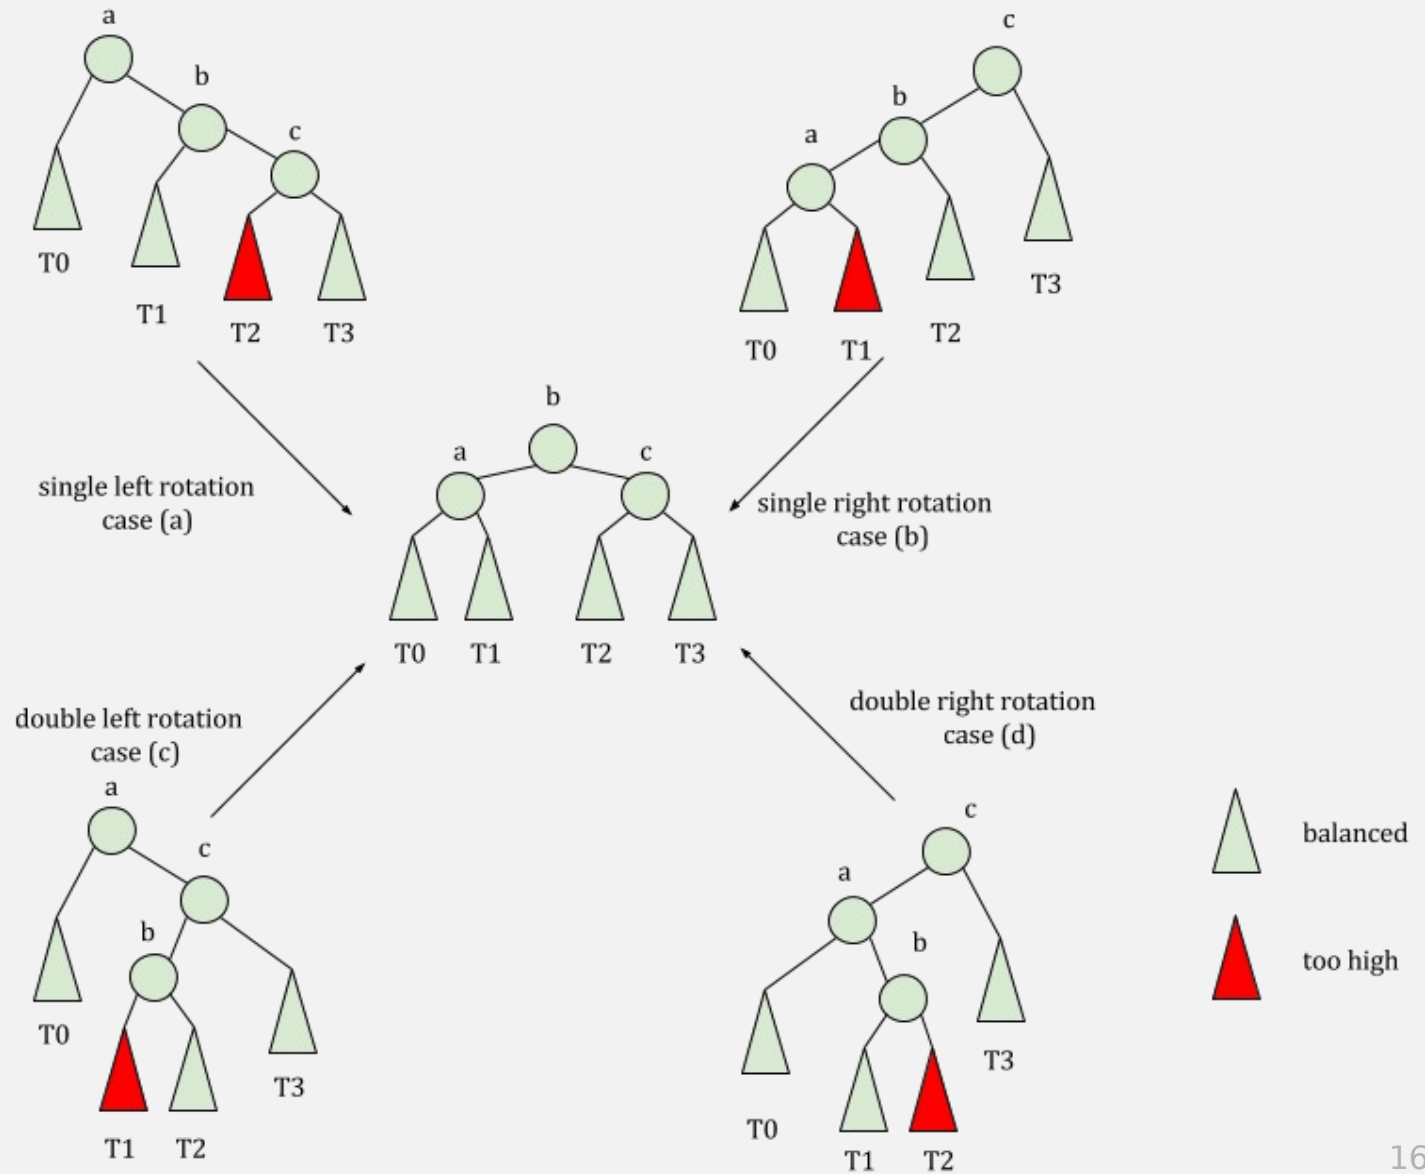 a
b
c
T0
T1
T2
T3
c
b
a
T0
T1
T2
T3
single left rotation
case (a)
single right rotation
case (b)
b
a
c
T0
T1
T2
T3
double left rotation
case (c)
double right rotation
case (d)
a
c
b
T0
T1
T2
T3
c
a
b
T0
T1
T2
T3
balanced
too high
16